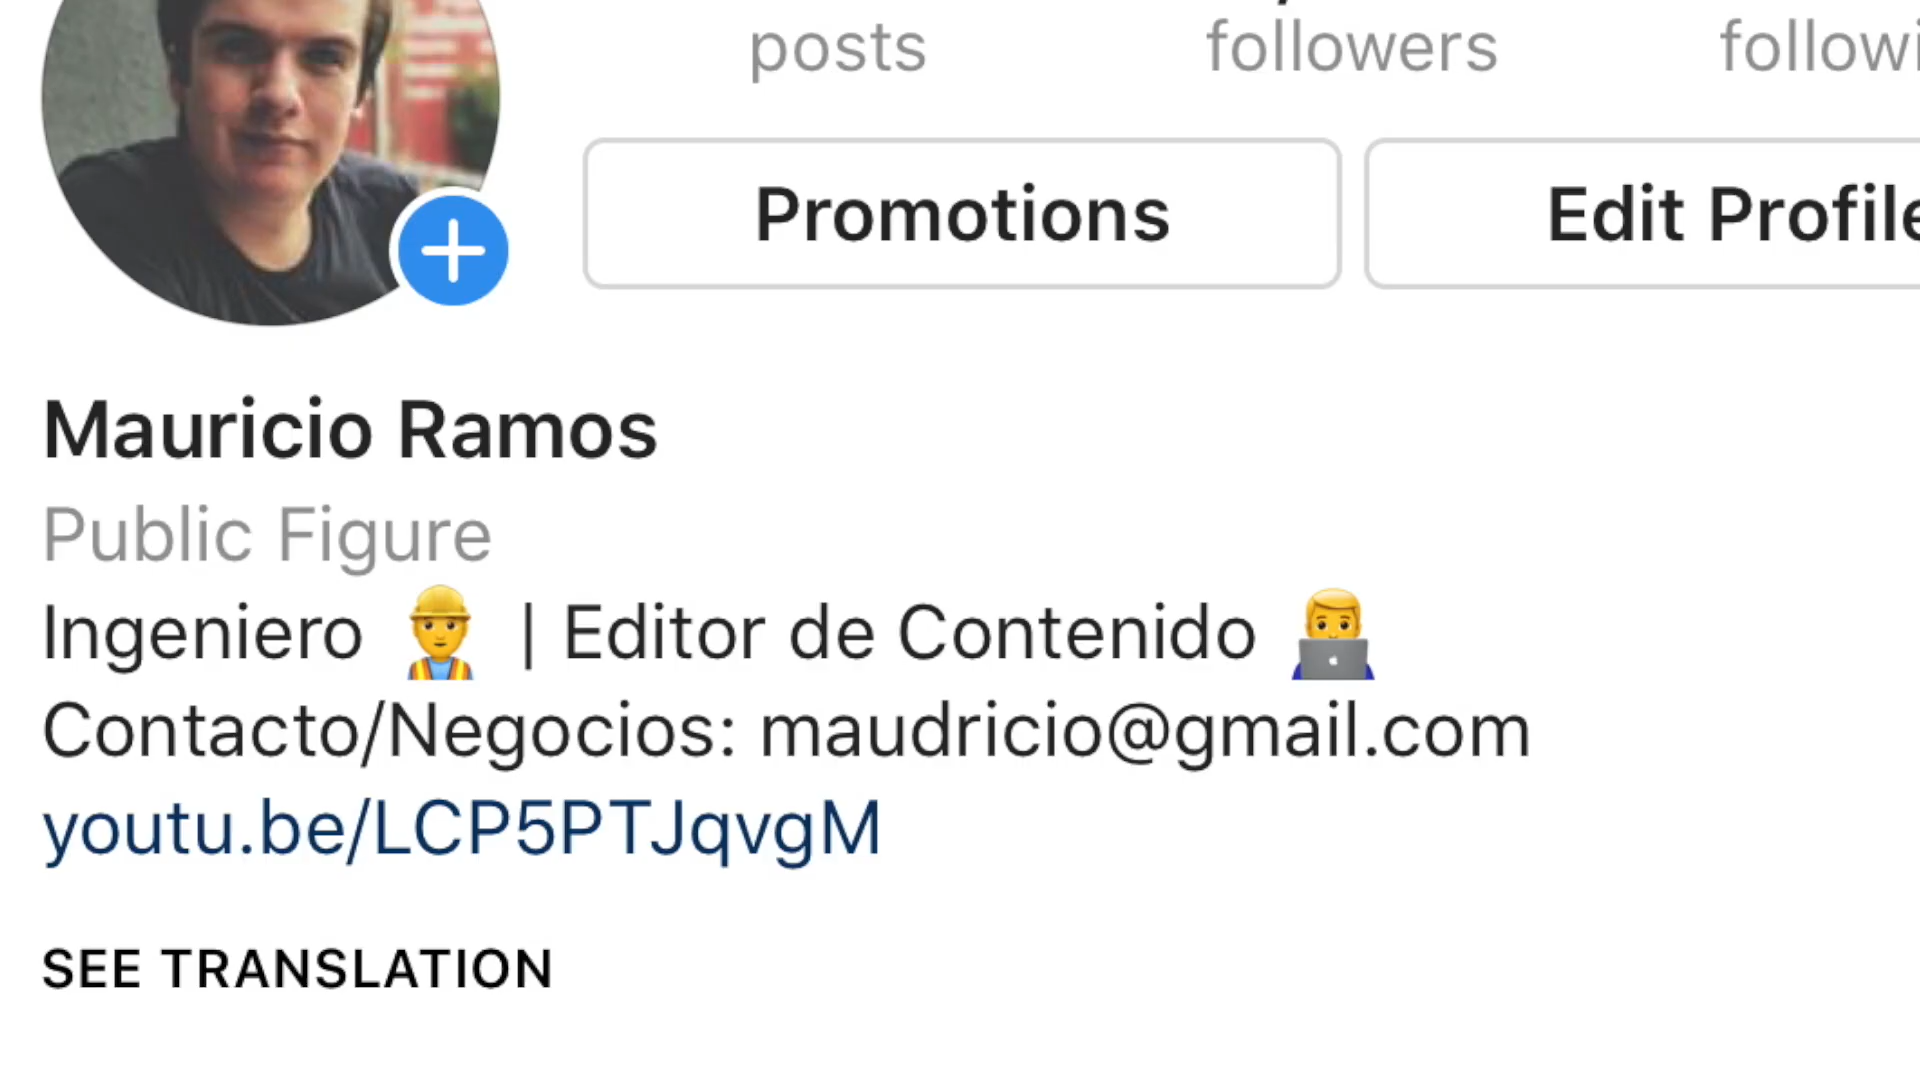 posts followers
Promotions Edit Profile
Mauricio Ramos
Public Figure
Ingeniero 👷‍♂️ | Editor de Contenido 👨‍💻
Contacto/Negocios: maudricio@gmail.com
youtu.be/LCP5PTJqvgM
SEE TRANSLATION